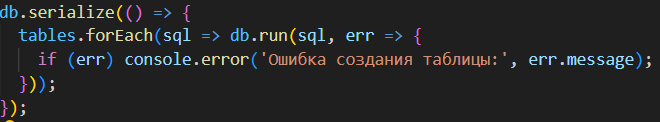 db.serialize(() => {
  tables.forEach(sql => db.run(sql, err => {
    if (err) console.error('Ошибка создания таблицы:', err.message);
  }));
});